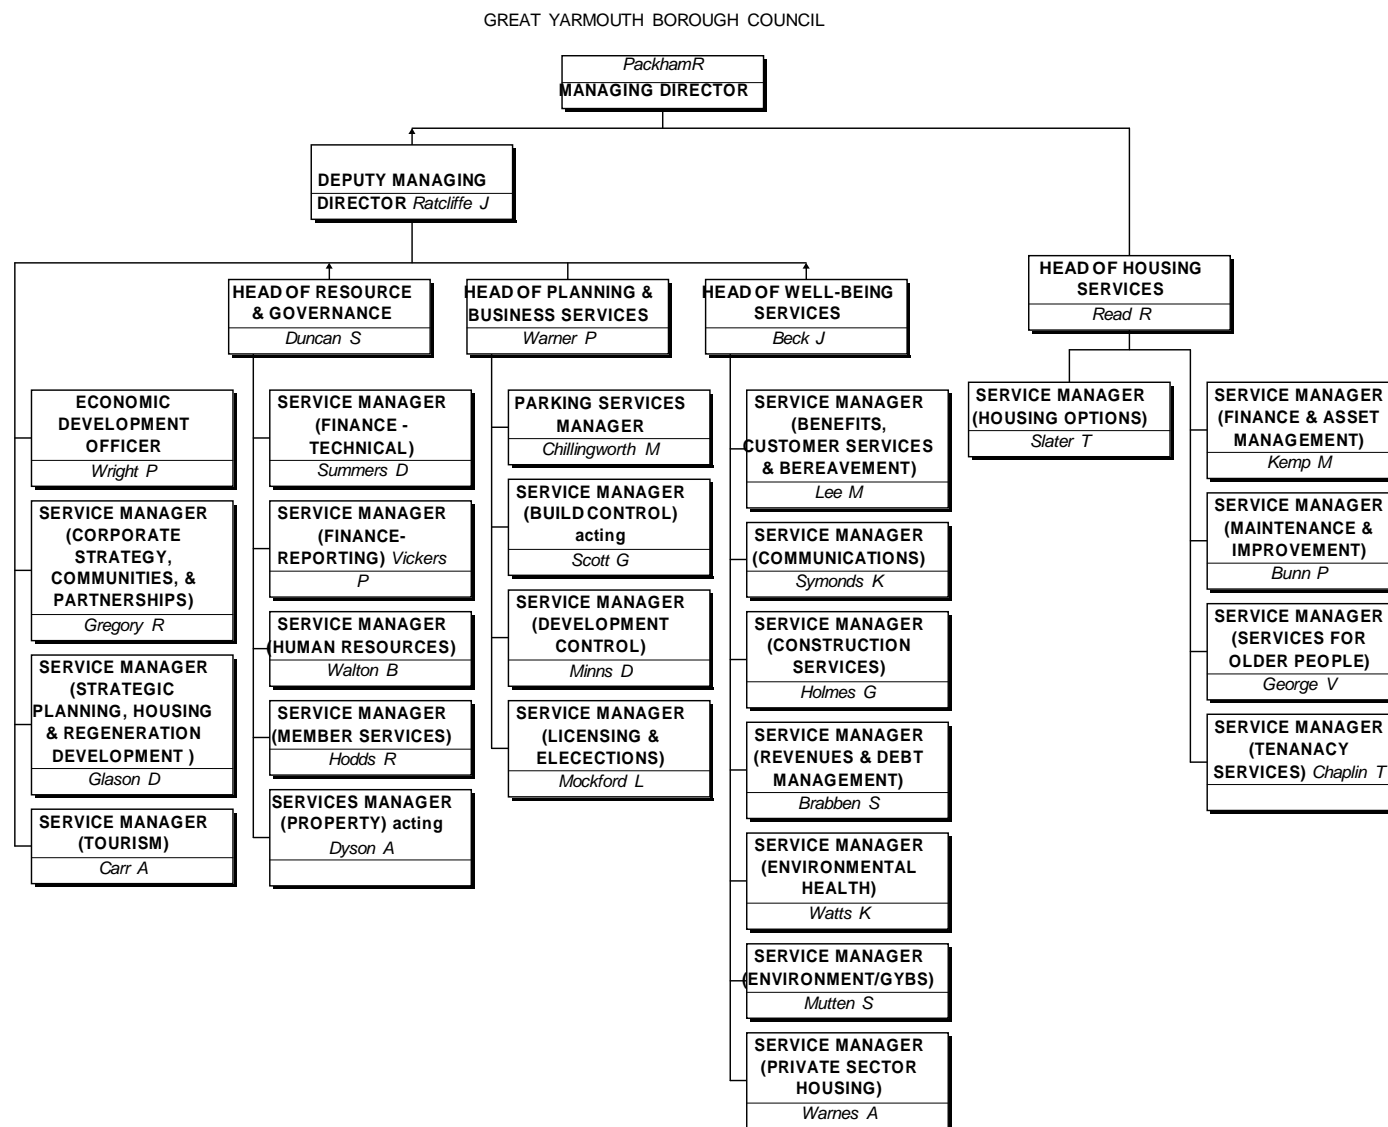 GREAT YARMOUTH BOROUGH COUNCIL
PackhamR
MANAGING DIRECTOR
DEPUTY MANAGING
DIRECTOR Ratcliffe J
HEAD OF RESOURCE
& GOVERNANCE
Duncan S
HEAD OF PLANNING &
BUSINESS SERVICES
Warner P
HEAD OF WELL-BEING
SERVICES
Beck J
HEAD OF HOUSING
SERVICES
Read R
ECONOMIC
DEVELOPMENT
OFFICER
Wright P
SERVICE MANAGER
(CORPORATE
STRATEGY,
COMMUNITIES, &
PARTNERSHIPS)
Gregory R
SERVICE MANAGER
(STRATEGIC
PLANNING, HOUSING
& REGENERATION
DEVELOPMENT )
Glason D
SERVICE MANAGER
(TOURISM)
Carr A
SERVICE MANAGER
(FINANCE -
TECHNICAL)
Summers D
SERVICE MANAGER
(FINANCE-
REPORTING) Vickers
P
SERVICE MANAGER
(HUMAN RESOURCES)
Walton B
SERVICE MANAGER
(MEMBER SERVICES)
Hodds R
SERVICES MANAGER
(PROPERTY) acting
Dyson A
PARKING SERVICES
MANAGER
Chillingworth M
SERVICE MANAGER
(BUILD CONTROL)
acting
Scott G
SERVICE MANAGER
(DEVELOPMENT
CONTROL)
Minns D
SERVICE MANAGER
(LICENSING &
ELECECTIONS)
Mockford L
SERVICE MANAGER
(BENEFITS,
CUSTOMER SERVICES
& BEREAVEMENT)
Lee M
SERVICE MANAGER
(COMMUNICATIONS)
Symonds K
SERVICE MANAGER
(CONSTRUCTION
SERVICES)
Holmes G
SERVICE MANAGER
(REVENUES & DEBT
MANAGEMENT)
Brabben S
SERVICE MANAGER
(ENVIRONMENTAL
HEALTH)
Watts K
SERVICE MANAGER
(ENVIRONMENT/GYBS)
Mutten S
SERVICE MANAGER
(PRIVATE SECTOR
HOUSING)
Warnes A
SERVICE MANAGER
(HOUSING OPTIONS)
Slater T
SERVICE MANAGER
(FINANCE & ASSET
MANAGEMENT)
Kemp M
SERVICE MANAGER
(MAINTENANCE &
IMPROVEMENT)
Bunn P
SERVICE MANAGER
(SERVICES FOR
OLDER PEOPLE)
George V
SERVICE MANAGER
(TENANACY
SERVICES) Chaplin T